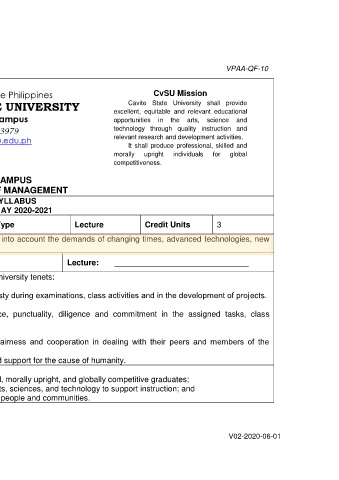 VPAA-QF-10
e Philippines
E UNIVERSITY
ampus
3979
u.edu.ph
CvSU Mission
Cavite State University shall provide
excellent, equitable and relevant educational
opportunities in the arts, science and
technology through quality instruction and
relevant research and development activities.
It shall produce professional, skilled and
morally upright individuals for global
competitiveness.
AMPUS
F MANAGEMENT
YLLABUS
AY 2020-2021
Type Lecture Credit Units 3
into account the demands of changing times, advanced technologies, new
Lecture: ________________________________
niversity tenets:
sty during examinations, class activities and in the development of projects.
ce, punctuality, diligence and commitment in the assigned tasks, class
airness and cooperation in dealing with their peers and members of the
d support for the cause of humanity.
l, morally upright, and globally competitive graduates;
ts, sciences, and technology to support instruction; and
people and communities.
V02-2020-06-01